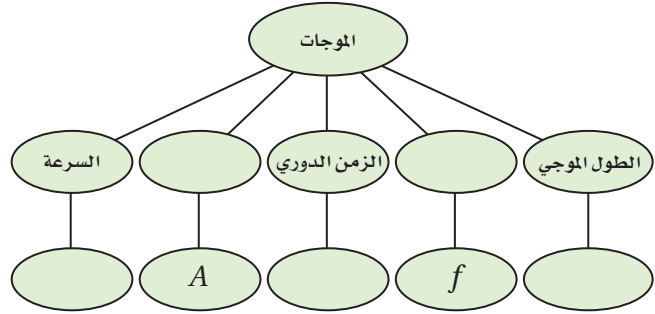 الموجات
الطول الموجي
الزمن الدوري
السرعة
f
A